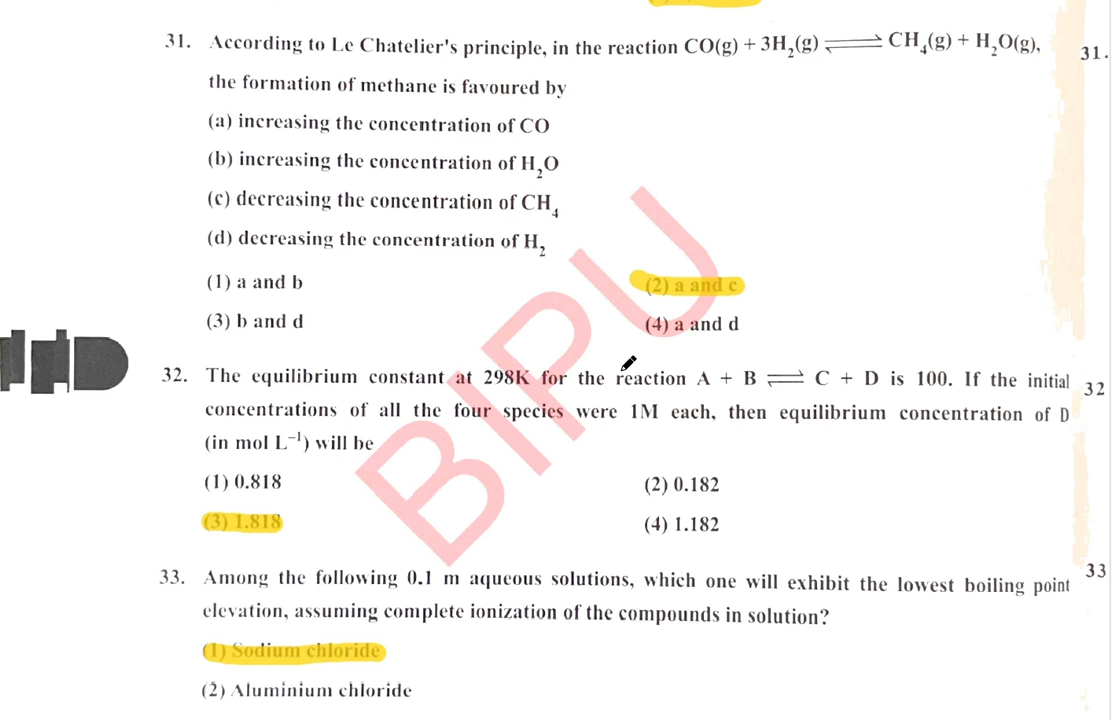 31. According to Le Chatelier's principle, in the reaction CO(g) + 3H₂(g) ⇌ CH₄(g) + H₂O(g), 31.
the formation of methane is favoured by
(a) increasing the concentration of CO
(b) increasing the concentration of H₂O
(c) decreasing the concentration of CH₄
(d) decreasing the concentration of H₂
(1) a and b (2) a and c
(3) b and d (4) a and d
32. The equilibrium constant at 298K for the reaction A + B ⇌ C + D is 100. If the initial 32
concentrations of all the four species were 1M each, then equilibrium concentration of D
(in mol L⁻¹) will be
(1) 0.818 (2) 0.182
(3) 1.818 (4) 1.182
33. Among the following 0.1 m aqueous solutions, which one will exhibit the lowest boiling point 33
elevation, assuming complete ionization of the compounds in solution?
(1) Sodium chloride
(2) Aluminium chloride
BIPU